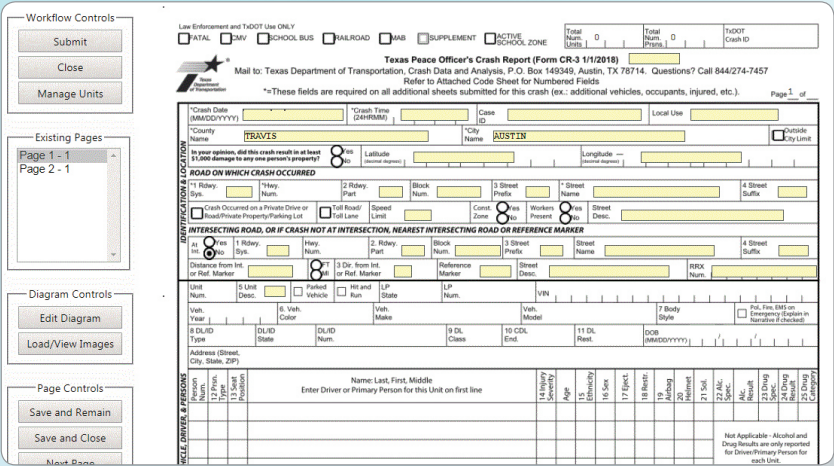 Workflow Controls
Submit
Close
Manage Units
Existing Pages
Page 1 - 1
Page 2 - 1
Diagram Controls
Edit Diagram
Load/View Images
Page Controls
Save and Remain
Save and Close
Next Page
Law Enforcement and TxDOT Use ONLY
FATAL CMV SCHOOL BUS RAILROAD MAB SUPPLEMENT ACTIVE SCHOOL ZONE
Total Num. Units 0 Total Num. Prsns. 0 TxDOT Crash ID
Texas Department of Transportation
Texas Peace Officer's Crash Report (Form CR-3 1/1/2018)
Mail to: Texas Department of Transportation, Crash Data and Analysis, P.O. Box 149349, Austin, TX 78714. Questions? Call 844/274-7457
Refer to Attached Code Sheet for Numbered Fields
*=These fields are required on all additional sheets submitted for this crash (ex.: additional vehicles, occupants, injured, etc.).
Page 1 of
IDENTIFICATION & LOCATION
*Crash Date (MM/DD/YYYY) *Crash Time (24HRMM) Case ID Local Use
*County Name TRAVIS *City Name AUSTIN Outside City Limit
In your opinion, did this crash result in at least $1,000 damage to any one person's property? Yes No Latitude (decimal degrees) Longitude — (decimal degrees)
ROAD ON WHICH CRASH OCCURRED
*1 Rdwy. Sys. *Hwy. Num. 2 Rdwy. Part Block Num. 3 Street Prefix * Street Name 4 Street Suffix
Crash Occurred on a Private Drive or Road/Private Property/Parking Lot Toll Road/ Toll Lane Speed Limit Const. Zone Yes No Workers Present Yes No Street Desc.
INTERSECTING ROAD, OR IF CRASH NOT AT INTERSECTION, NEAREST INTERSECTING ROAD OR REFERENCE MARKER
At Int. Yes No 1 Rdwy. Sys. Hwy. Num. 2. Rdwy. Part Block Num. 3 Street Prefix Street Name 4 Street Suffix
Distance from Int. or Ref. Marker FT MI 3 Dir. from Int. or Ref. Marker Reference Marker Street Desc. RRX Num.
VEHICLE, DRIVER, & PERSONS
Unit Num. 5 Unit Desc. Parked Vehicle Hit and Run LP State LP Num. VIN
Veh. Year 6. Veh. Color Veh. Make Veh. Model 7 Body Style Pol., Fire, EMS on Emergency (Explain in Narrative if checked)
8 DL/ID Type DL/ID State DL/ID Num. 9 DL Class 10 CDL End. 11 DL Rest. DOB (MM/DD/YYYY)
Address (Street, City, State, ZIP)
Person Num. 12 Prsn. Type 13 Seat Position Name: Last, First, Middle Enter Driver or Primary Person for this Unit on first line 14 Injury Severity Age 15 Ethnicity 16 Sex 17 Eject. 18 Restr. 19 Airbag 20 Helmet 21 Sol. 22 Alc. Spec. Alc. Result 23 Drug Spec. 24 Drug Result 25 Drug Category
Not Applicable - Alcohol and
Drug Results are only reported
for Driver/Primary Person for
each Unit.